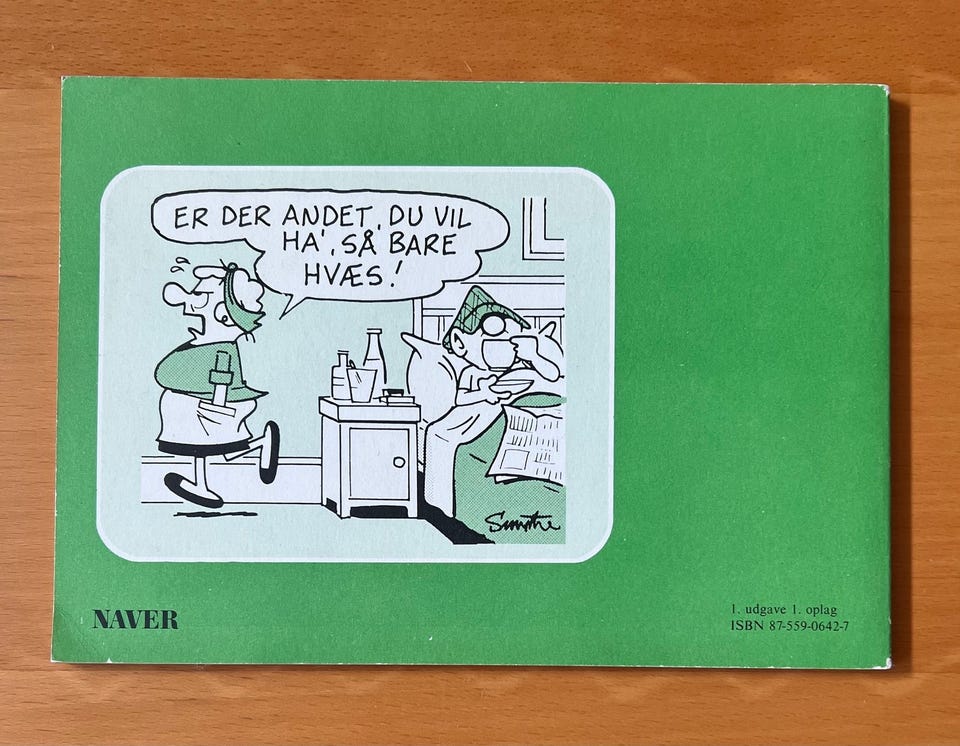 ER DER ANDET, DU VIL
HA', SÅ BARE
HVÆS!
Smythe
NAVER
1. udgave 1. oplag
ISBN 87-559-0642-7